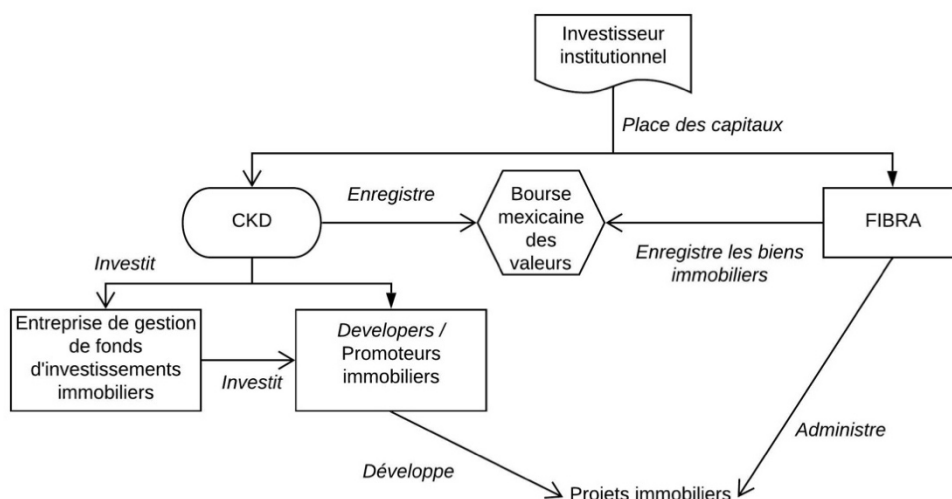 Investisseur
institutionnel
Place des capitaux
CKD
Enregistre
Bourse
mexicaine
des
valeurs
FIBRA
Enregistre les biens
immobiliers
Investit
Entreprise de gestion
de fonds
d'investissements
immobiliers
Investit
Developers /
Promoteurs
immobiliers
Développe
Administre
Projets immobiliers